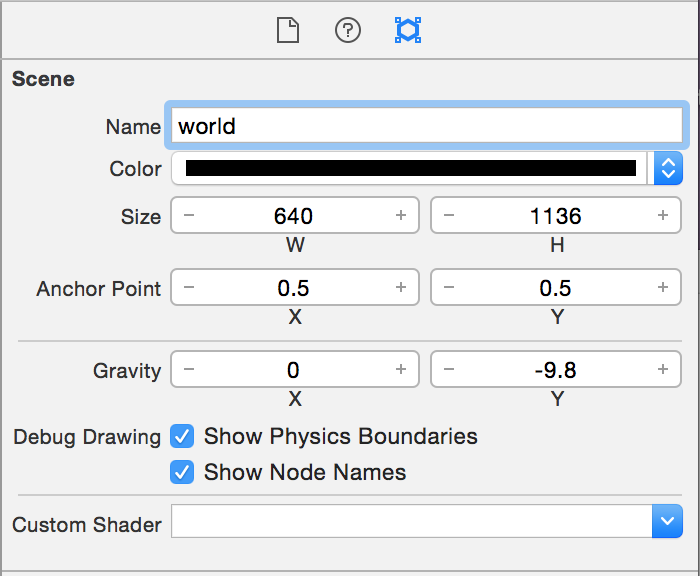 ?
Scene
Name world
Color
Size − 640 + − 1136 +
W H
Anchor Point − 0.5 + − 0.5 +
X Y
Gravity − 0 + − -9.8 +
X Y
Debug Drawing Show Physics Boundaries
Show Node Names
Custom Shader